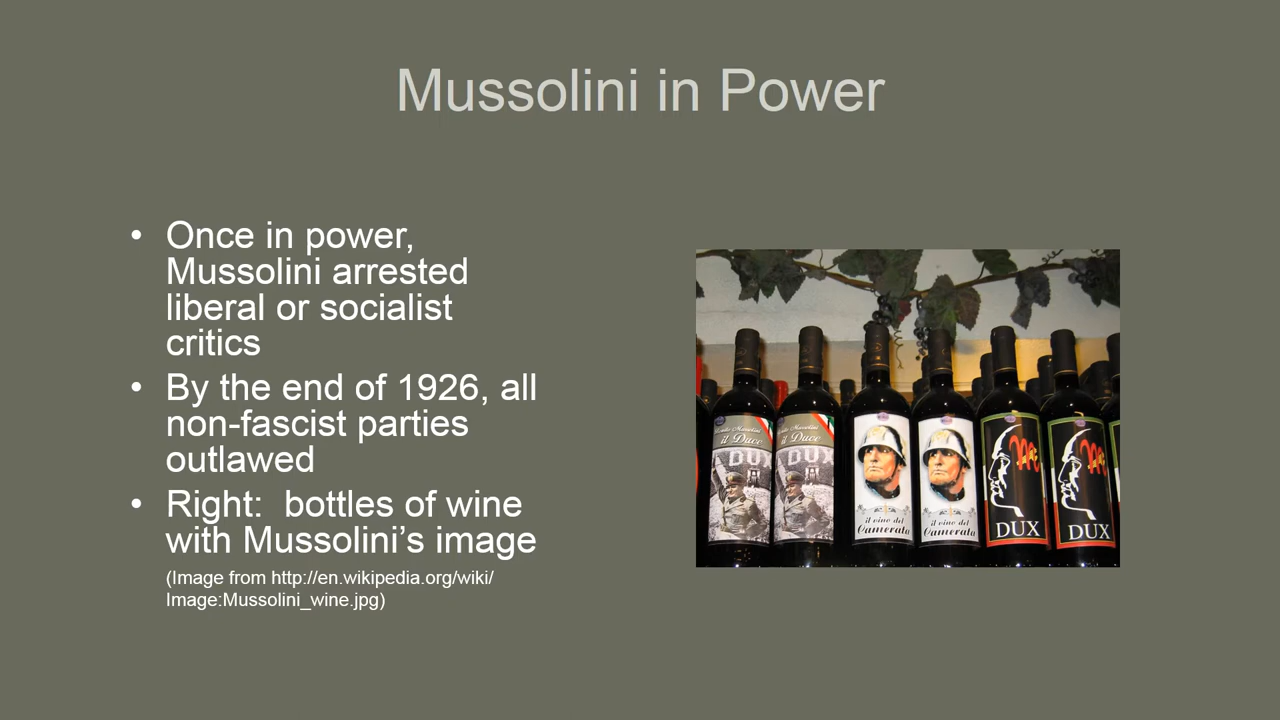 Mussolini in Power
• Once in power,
Mussolini arrested
liberal or socialist
critics
• By the end of 1926, all
non-fascist parties
outlawed
• Right:  bottles of wine
with Mussolini’s image
(Image from http://en.wikipedia.org/wiki/
Image:Mussolini_wine.jpg)
Mussolini
il Duce
DUX
Mussolini
il Duce
DUX
il vino del
Camerata
il vino del
Camerata
DUX
DUX